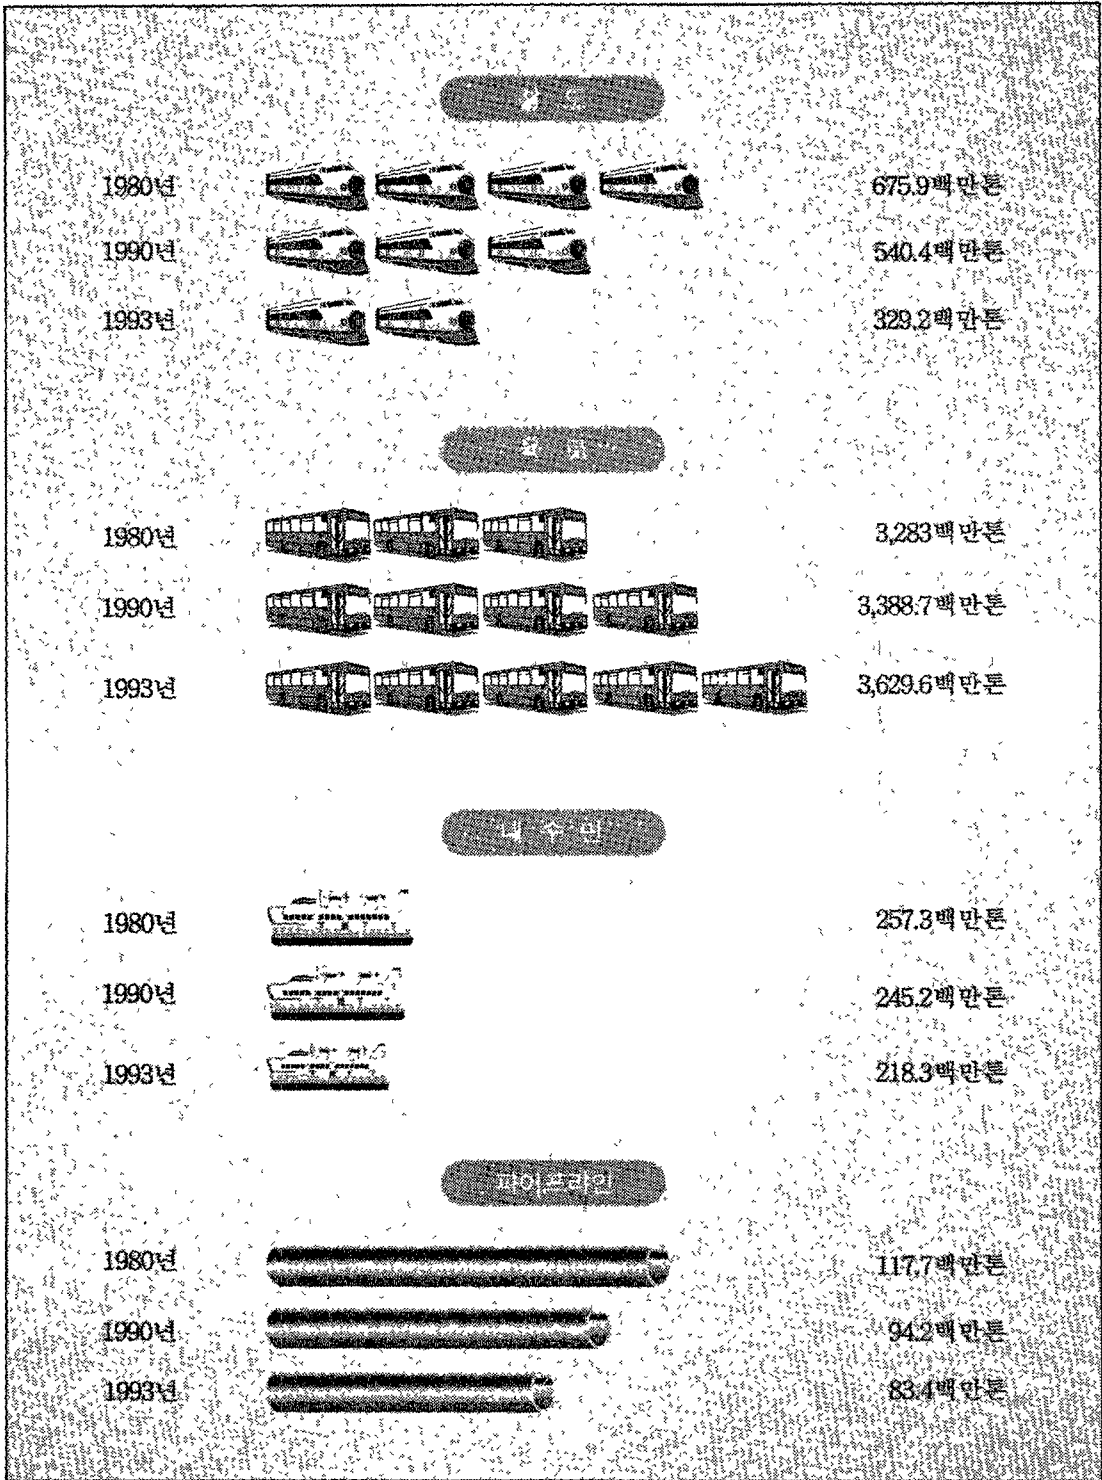 철 도
1980년 675.9백만톤
1990년 540.4백만톤
1993년 329.2백만톤
1980년 3,283백만톤
1990년 3,388.7백만톤
1993년 3,629.6백만톤
1980년 257.3백만톤
1990년 245.2백만톤
1993년 218.3백만톤
파이프라인
1980년 117.7백만톤
1990년 94.2백만톤
1993년 83.4백만톤